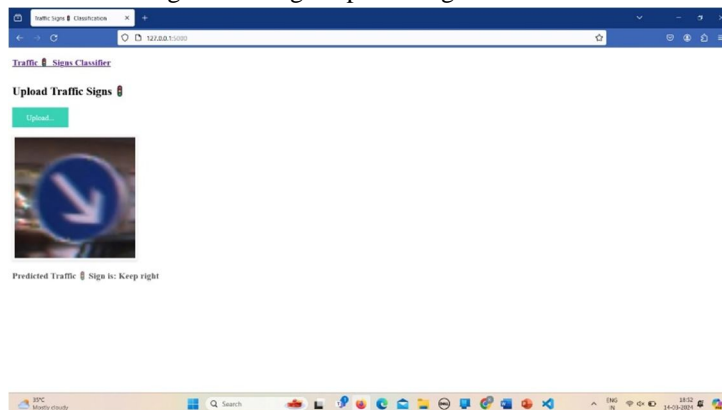 Traffic Signs 🚦 Classification
127.0.0.1:5000
Traffic 🚦 Signs Classifier
Upload Traffic Signs 🚦
Upload...
Predicted Traffic 🚦 Sign is: Keep right
35°C
Mostly cloudy
Search
ENG
IN
18:52
14-03-2024